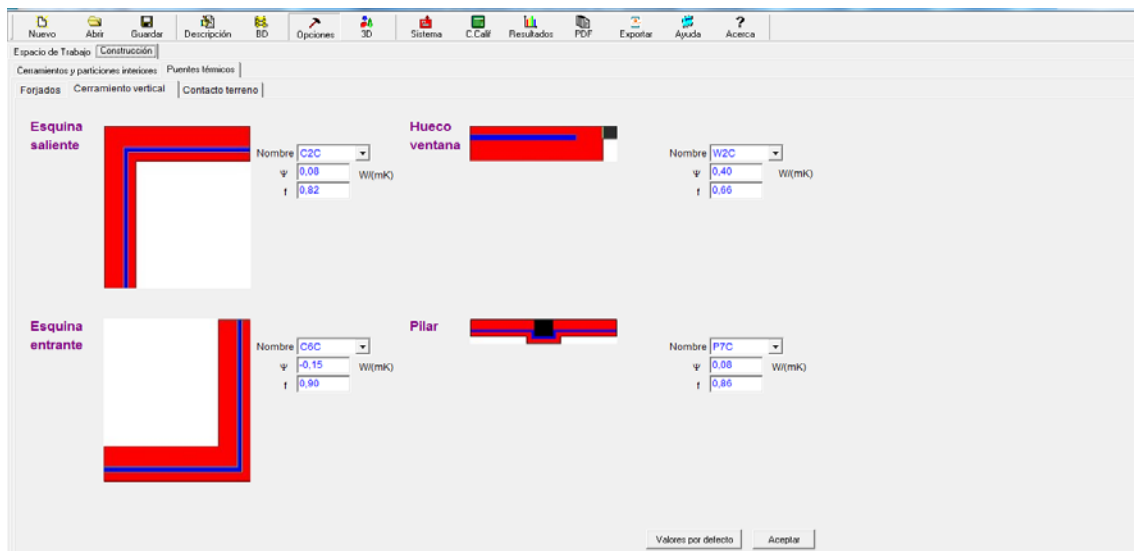 Nuevo Abrir Guardar Descripción BD Opciones 3D Sistema C.Calif Resultados PDF Exportar Ayuda Acerca
Espacio de Trabajo Construcción
Cerramientos y particiones interiores Puentes térmicos
Forjados Cerramiento vertical Contacto terreno
Esquina
saliente
Nombre C2C
Ψ 0,08 W/(mK)
f 0,82
Hueco
ventana
Nombre W2C
Ψ 0,40 W/(mK)
f 0,66
Esquina
entrante
Nombre C6C
Ψ -0,15 W/(mK)
f 0,90
Pilar
Nombre P7C
Ψ 0,08 W/(mK)
f 0,86
Valores por defecto Aceptar